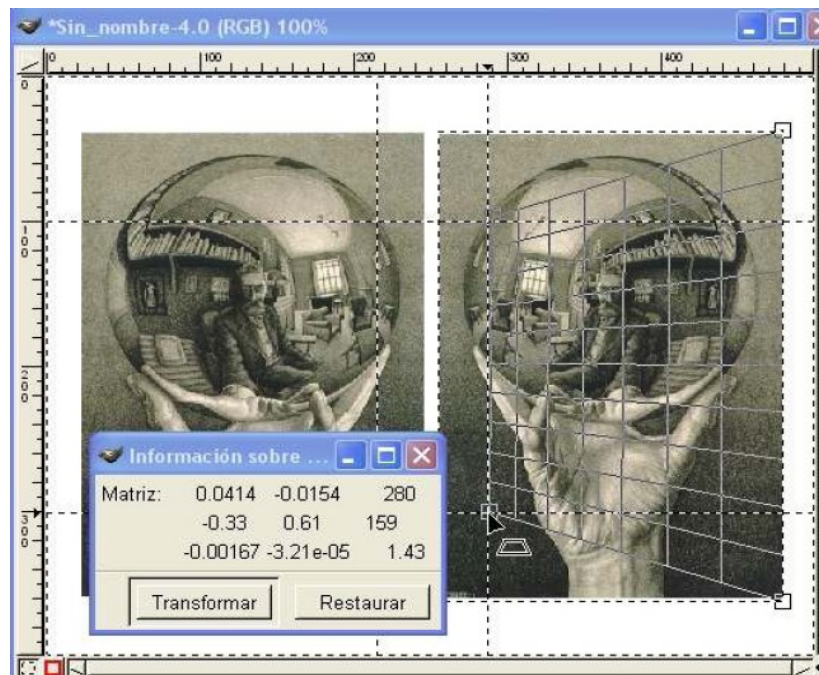 *Sin_nombre-4.0 (RGB) 100%
0 100 200 300 400
0
100
200
300
Información sobre ...
Matriz: 0.0414 -0.0154 280
-0.33 0.61 159
-0.00167 -3.21e-05 1.43
Transformar Restaurar